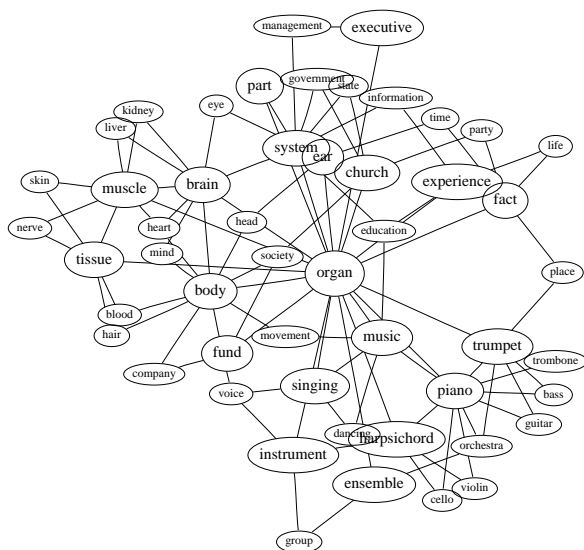 management
executive
part
government
state
information
kidney
eye
time
liver
party
system
ear
life
church
skin
muscle
brain
experience
fact
nerve
heart
head
education
mind
society
tissue
organ
place
body
blood
hair
movement
music
trumpet
fund
trombone
company
voice
singing
piano
bass
guitar
dancing
harpsichord
orchestra
instrument
ensemble
violin
cello
group